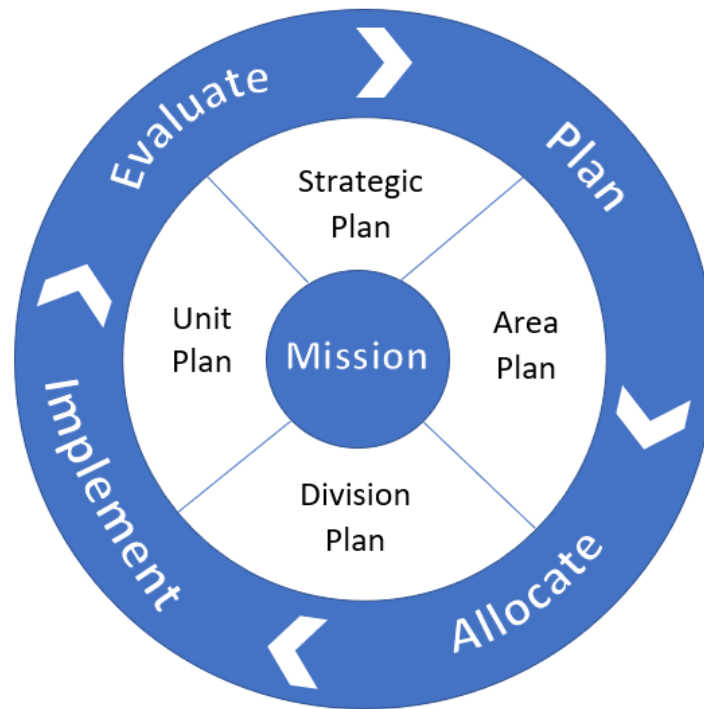 Evaluate
Plan
Strategic
Plan
Unit
Plan
Mission
Area
Plan
Division
Plan
Implement
Allocate